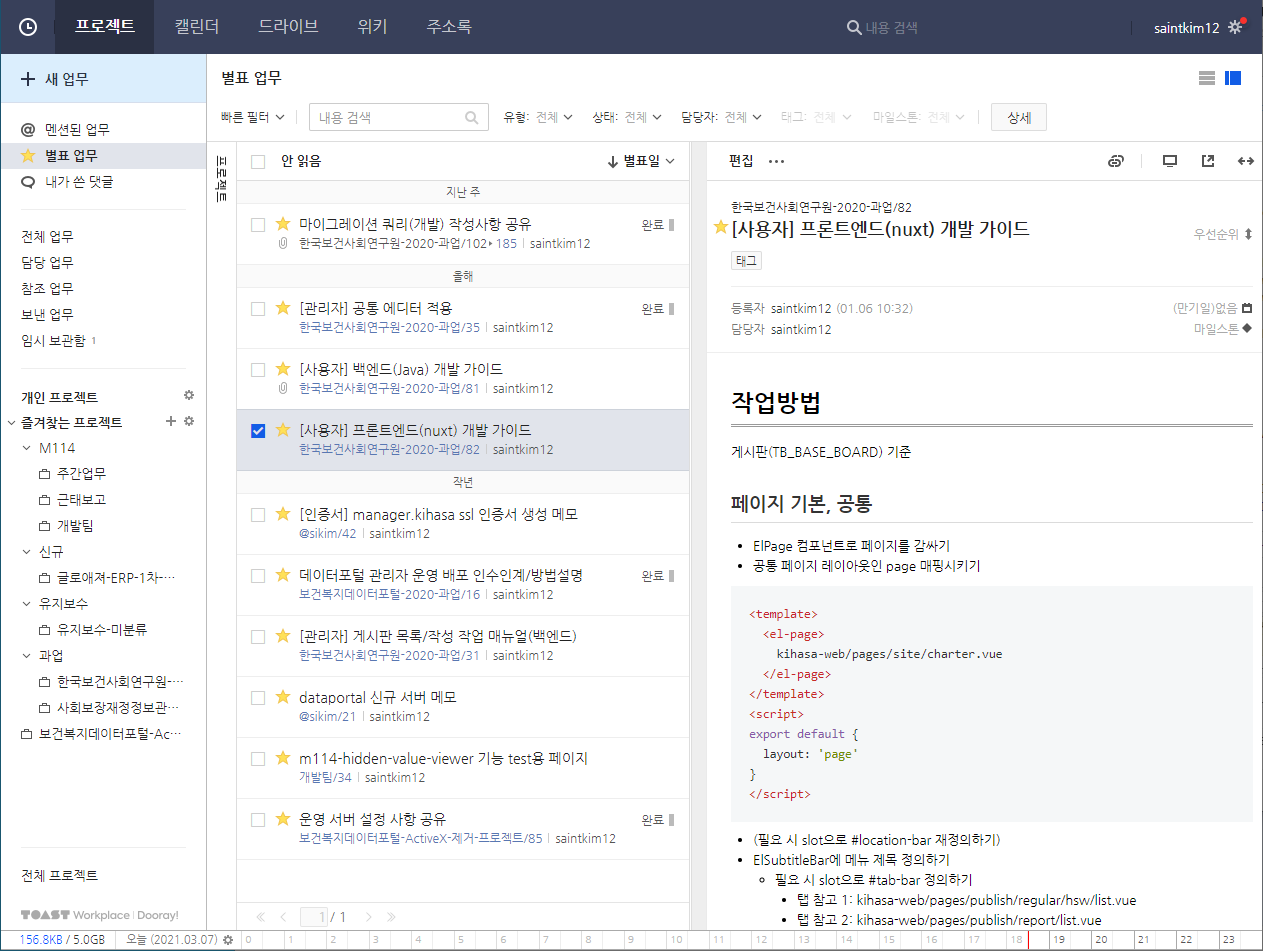 프로젝트 캘린더 드라이브 위키 주소록 내용 검색 saintkim12
새 업무
멘션된 업무
별표 업무
내가 쓴 댓글
전체 업무
담당 업무
참조 업무
보낸 업무
임시 보관함 1
개인 프로젝트
즐겨찾는 프로젝트
M114
주간업무
근태보고
개발팀
신규
글로애져-ERP-1차-···
유지보수
유지보수-미분류
과업
한국보건사회연구원-···
사회보장재정정보관···
보건복지데이터포털-Ac···
전체 프로젝트
TOAST Workplace | Dooray!
별표 업무
빠른 필터 내용 검색 유형: 전체 상태: 전체 담당자: 전체 태그: 전체 마일스톤: 전체 상세
프로젝트
안 읽음 별표일
지난 주
마이그레이션 쿼리(개발) 작성사항 공유 완료
한국보건사회연구원-2020-과업/102▸ 185 | saintkim12
올해
[관리자] 공통 에디터 적용 완료
한국보건사회연구원-2020-과업/35 | saintkim12
[사용자] 백엔드(Java) 개발 가이드
한국보건사회연구원-2020-과업/81 | saintkim12
[사용자] 프론트엔드(nuxt) 개발 가이드
한국보건사회연구원-2020-과업/82 | saintkim12
작년
[인증서] manager.kihasa ssl 인증서 생성 메모
@sikim/42 | saintkim12
데이터포털 관리자 운영 배포 인수인계/방법설명 완료
보건복지데이터포털-2020-과업/16 | saintkim12
[관리자] 게시판 목록/작성 작업 매뉴얼(백엔드)
한국보건사회연구원-2020-과업/31 | saintkim12
dataportal 신규 서버 메모
@sikim/21 | saintkim12
m114-hidden-value-viewer 기능 test용 페이지
개발팀/34 | saintkim12
운영 서버 설정 사항 공유 완료
보건복지데이터포털-ActiveX-제거-프로젝트/85 | saintkim12
1 / 1
편집 ···
한국보건사회연구원-2020-과업/82
[사용자] 프론트엔드(nuxt) 개발 가이드
우선순위
태그
등록자 saintkim12 (01.06 10:32) (만기일)없음
담당자 saintkim12 마일스톤
작업방법
게시판(TB_BASE_BOARD) 기준
페이지 기본, 공통
• ElPage 컴포넌트로 페이지를 감싸기
• 공통 페이지 레이아웃인 page 매핑시키기
<template>
<el-page>
kihasa-web/pages/site/charter.vue
</el-page>
</template>
<script>
export default {
layout: 'page'
}
</script>
• (필요 시 slot으로 #location-bar 재정의하기)
• ElSubtitleBar에 메뉴 제목 정의하기
◦ 필요 시 slot으로 #tab-bar 정의하기
• 탭 참고 1: kihasa-web/pages/publish/regular/hsw/list.vue
• 탭 참고 2: kihasa-web/pages/publish/report/list.vue
156.8KB / 5.0GB 오늘 (2021.03.07) 0 1 2 3 4 5 6 7 8 9 10 11 12 13 14 15 16 17 18 19 20 21 22 23